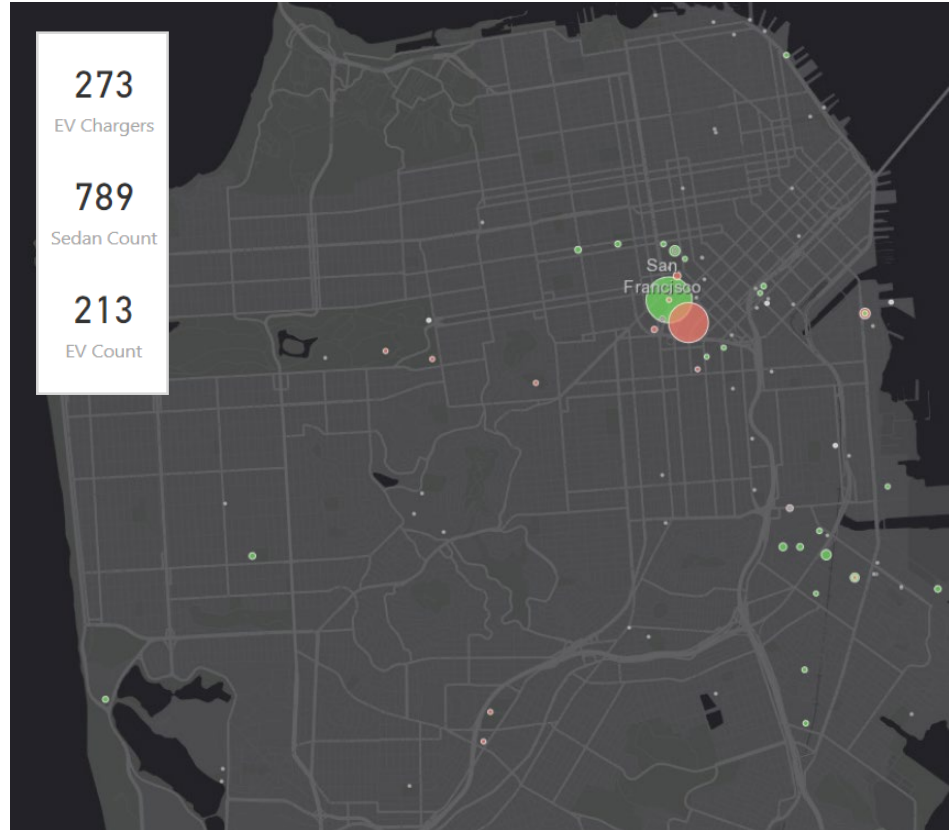 273
EV Chargers
789
Sedan Count
213
EV Count
San
Francisco